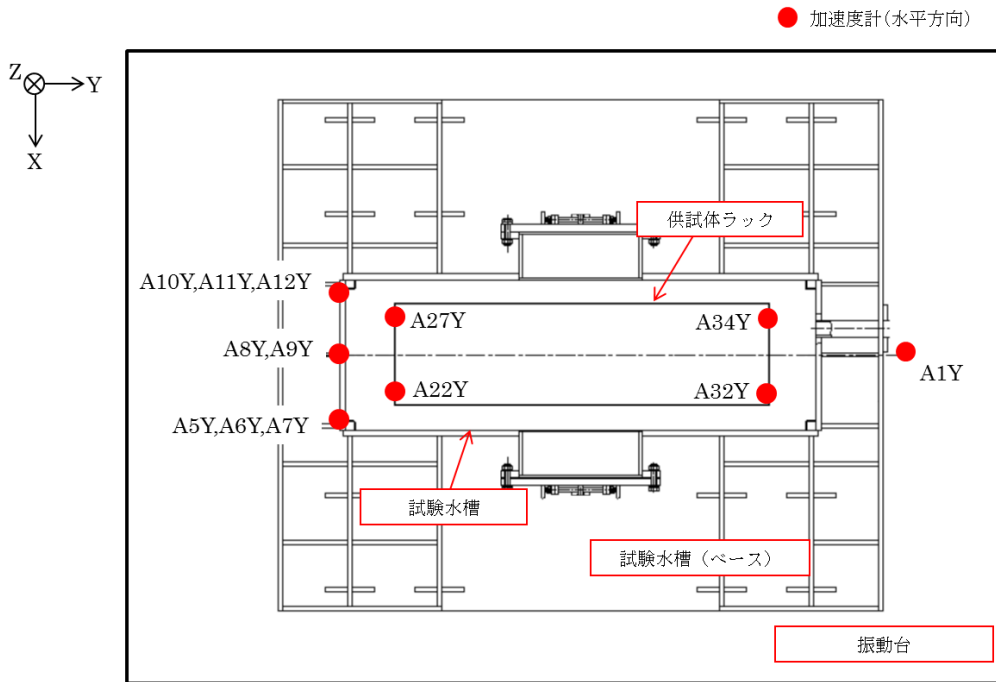 加速度計(水平方向)
Z
Y
X
供試体ラック
A10Y,A11Y,A12Y
A27Y
A34Y
A8Y,A9Y
A1Y
A22Y
A32Y
A5Y,A6Y,A7Y
試験水槽
試験水槽（ベース）
振動台